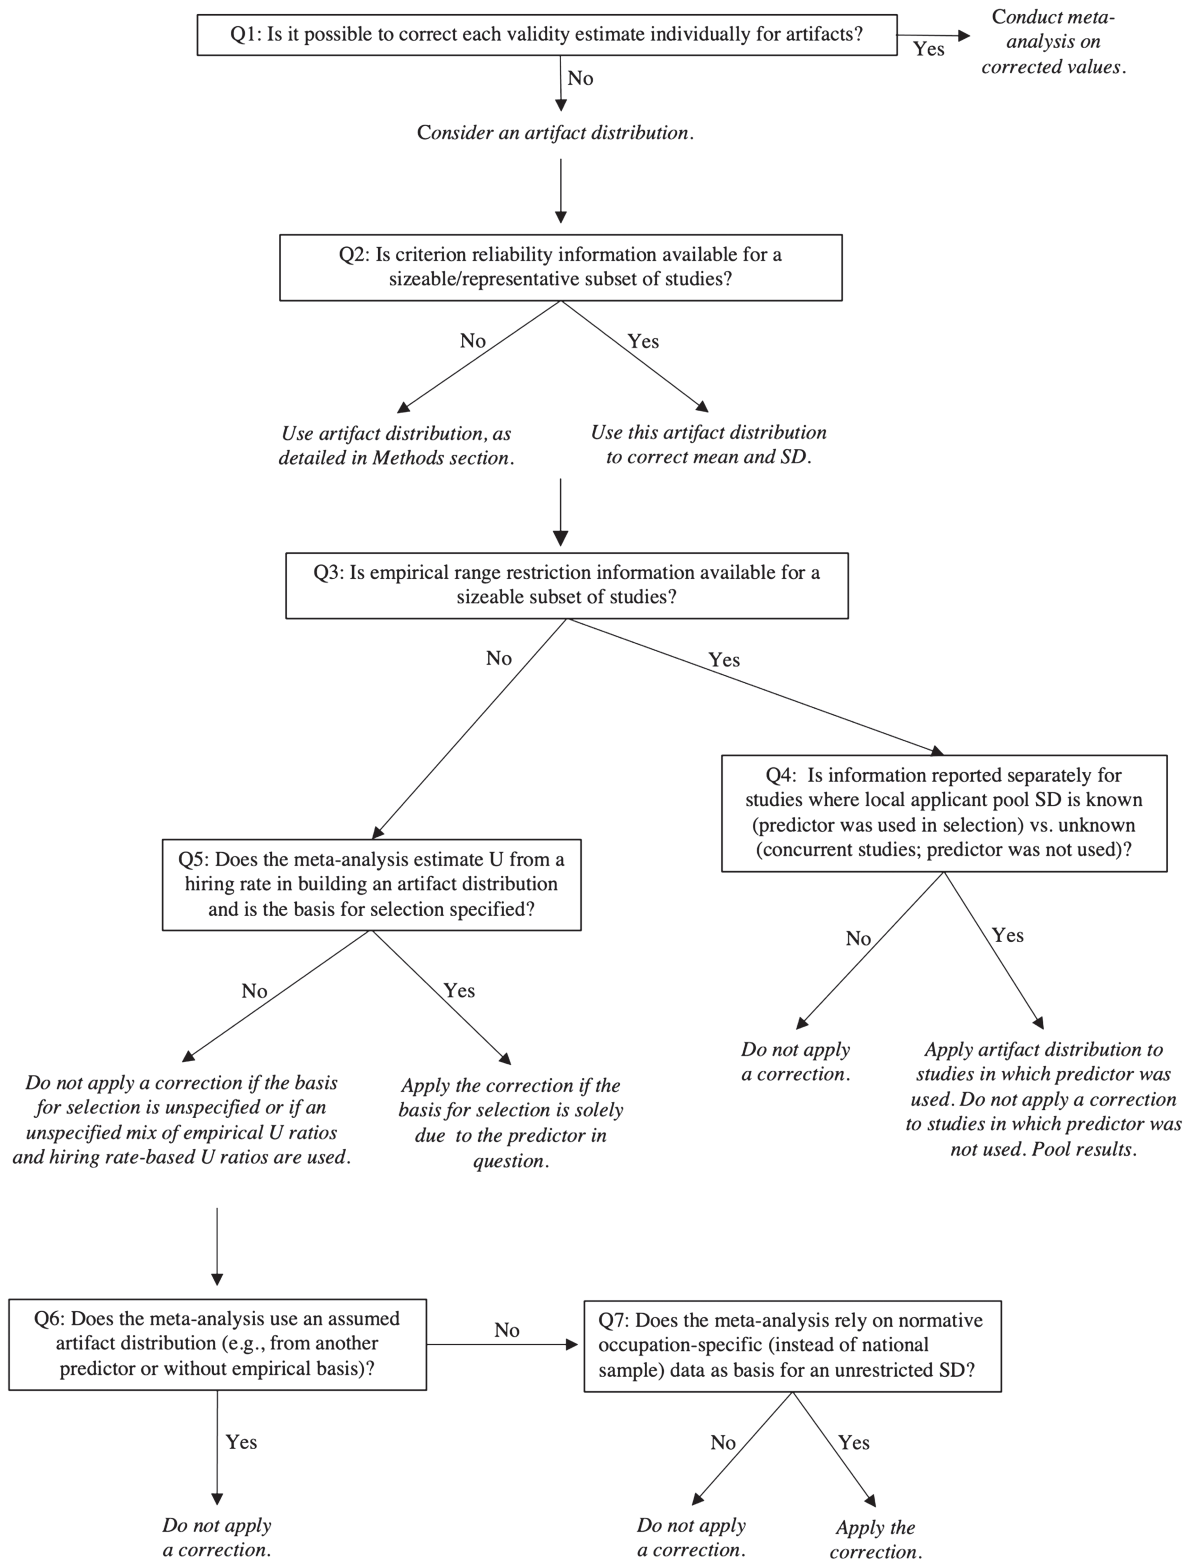 Q1: Is it possible to correct each validity estimate individually for artifacts?
Yes
Conduct meta-
analysis on
corrected values.
No
Consider an artifact distribution.
Q2: Is criterion reliability information available for a
sizeable/representative subset of studies?
No
Yes
Use artifact distribution, as
detailed in Methods section.
Use this artifact distribution
to correct mean and SD.
Q3: Is empirical range restriction information available for a
sizeable subset of studies?
No
Yes
Q4:  Is information reported separately for
studies where local applicant pool SD is known
(predictor was used in selection) vs. unknown
(concurrent studies; predictor was not used)?
Q5: Does the meta-analysis estimate U from a
hiring rate in building an artifact distribution
and is the basis for selection specified?
No
Yes
No
Yes
Do not apply
a correction.
Apply artifact distribution to
studies in which predictor was
used. Do not apply a correction
to studies in which predictor was
not used. Pool results.
Do not apply a correction if the basis
for selection is unspecified or if an
unspecified mix of empirical U ratios
and hiring rate-based U ratios are used.
Apply the correction if the
basis for selection is solely
due  to the predictor in
question.
Q6: Does the meta-analysis use an assumed
artifact distribution (e.g., from another
predictor or without empirical basis)?
No
Q7: Does the meta-analysis rely on normative
occupation-specific (instead of national
sample) data as basis for an unrestricted SD?
Yes
No
Yes
Do not apply
a correction.
Do not apply
a correction.
Apply the
correction.